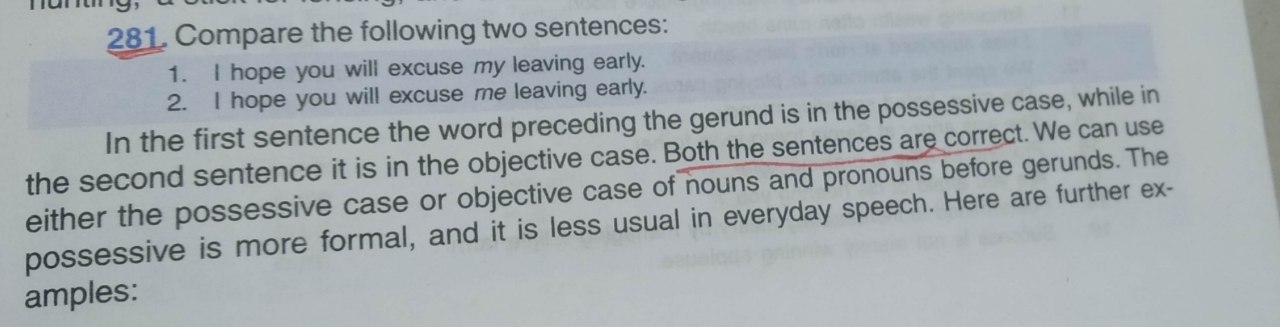 281. Compare the following two sentences:
1. I hope you will excuse my leaving early.
2. I hope you will excuse me leaving early.
In the first sentence the word preceding the gerund is in the possessive case, while in
the second sentence it is in the objective case. Both the sentences are correct. We can use
either the possessive case or objective case of nouns and pronouns before gerunds. The
possessive is more formal, and it is less usual in everyday speech. Here are further ex-
amples: